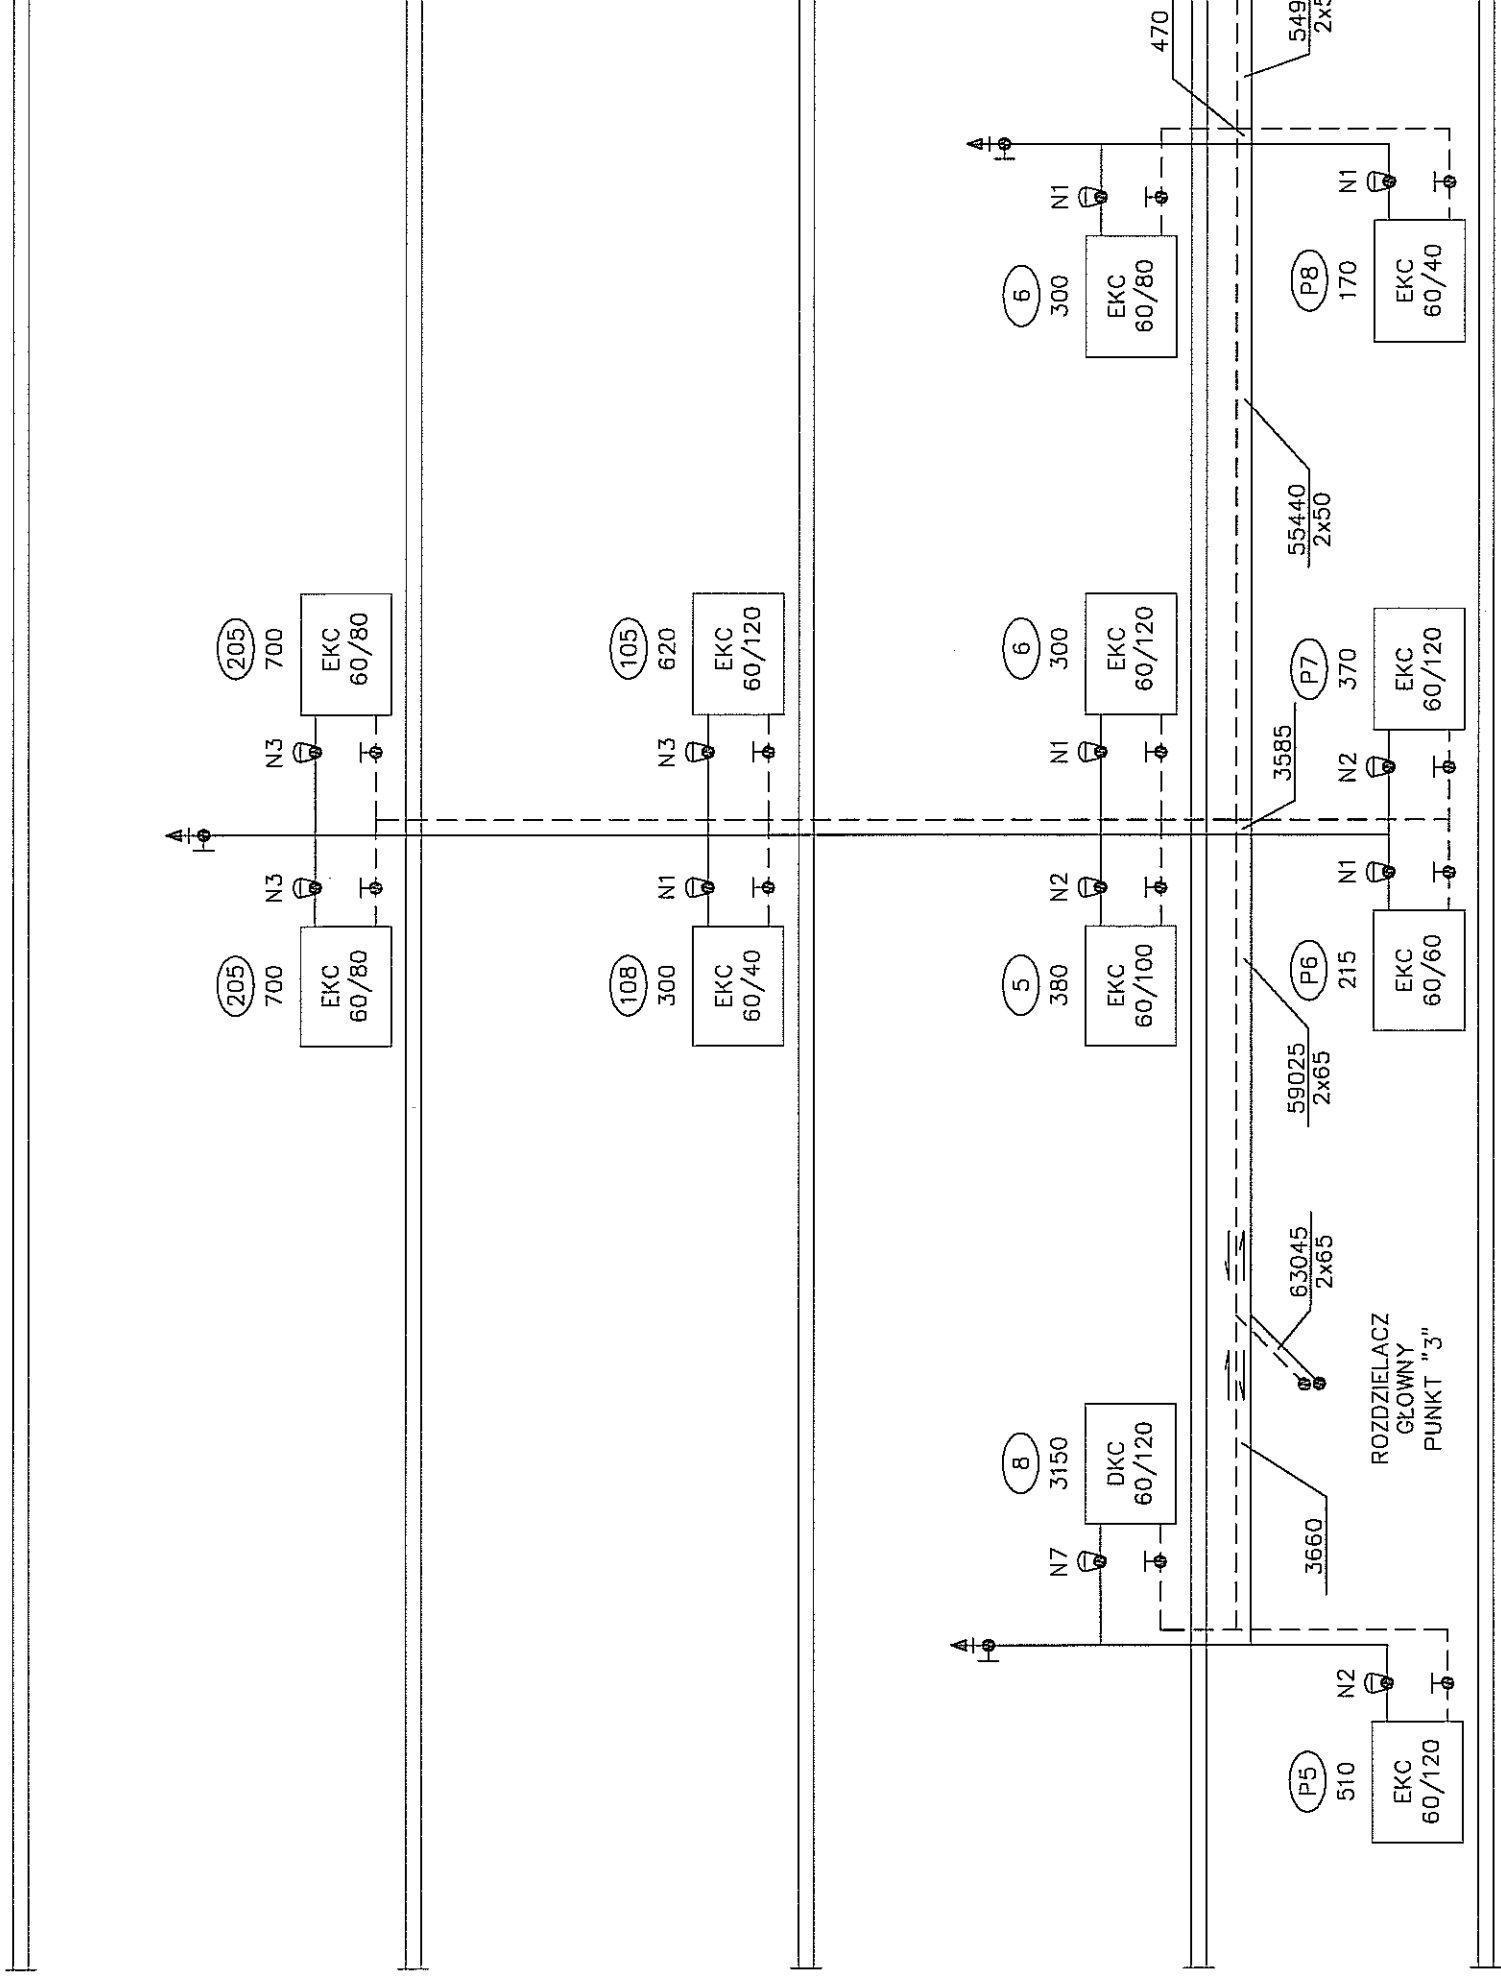 205
700
EKC
60/80
N3
N3
205
700
EKC
60/80
108
300
EKC
60/40
N1
N3
105
620
EKC
60/120
N7
8
3150
DKC
60/120
5
380
EKC
60/100
N2
N1
6
300
EKC
60/120
6
300
EKC
60/80
N1
470
3660
63045
2x65
59025
2x65
3585
55440
2x50
P5
510
EKC
60/120
N2
ROZDZIELACZ
GŁOWNY
PUNKT "3"
P6
215
EKC
60/60
N1
N2
P7
370
EKC
60/120
P8
170
EKC
60/40
N1